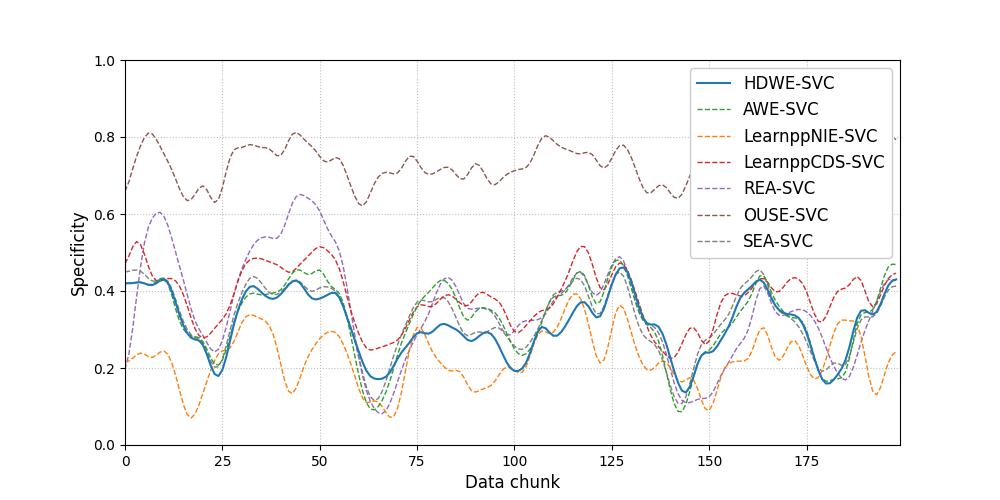 1.0
0.8
0.6
0.4
0.2
0.0
Specificity
0 25 50 75 100 125 150 175
Data chunk
HDWE-SVC
AWE-SVC
LearnppNIE-SVC
LearnppCDS-SVC
REA-SVC
OUSE-SVC
SEA-SVC